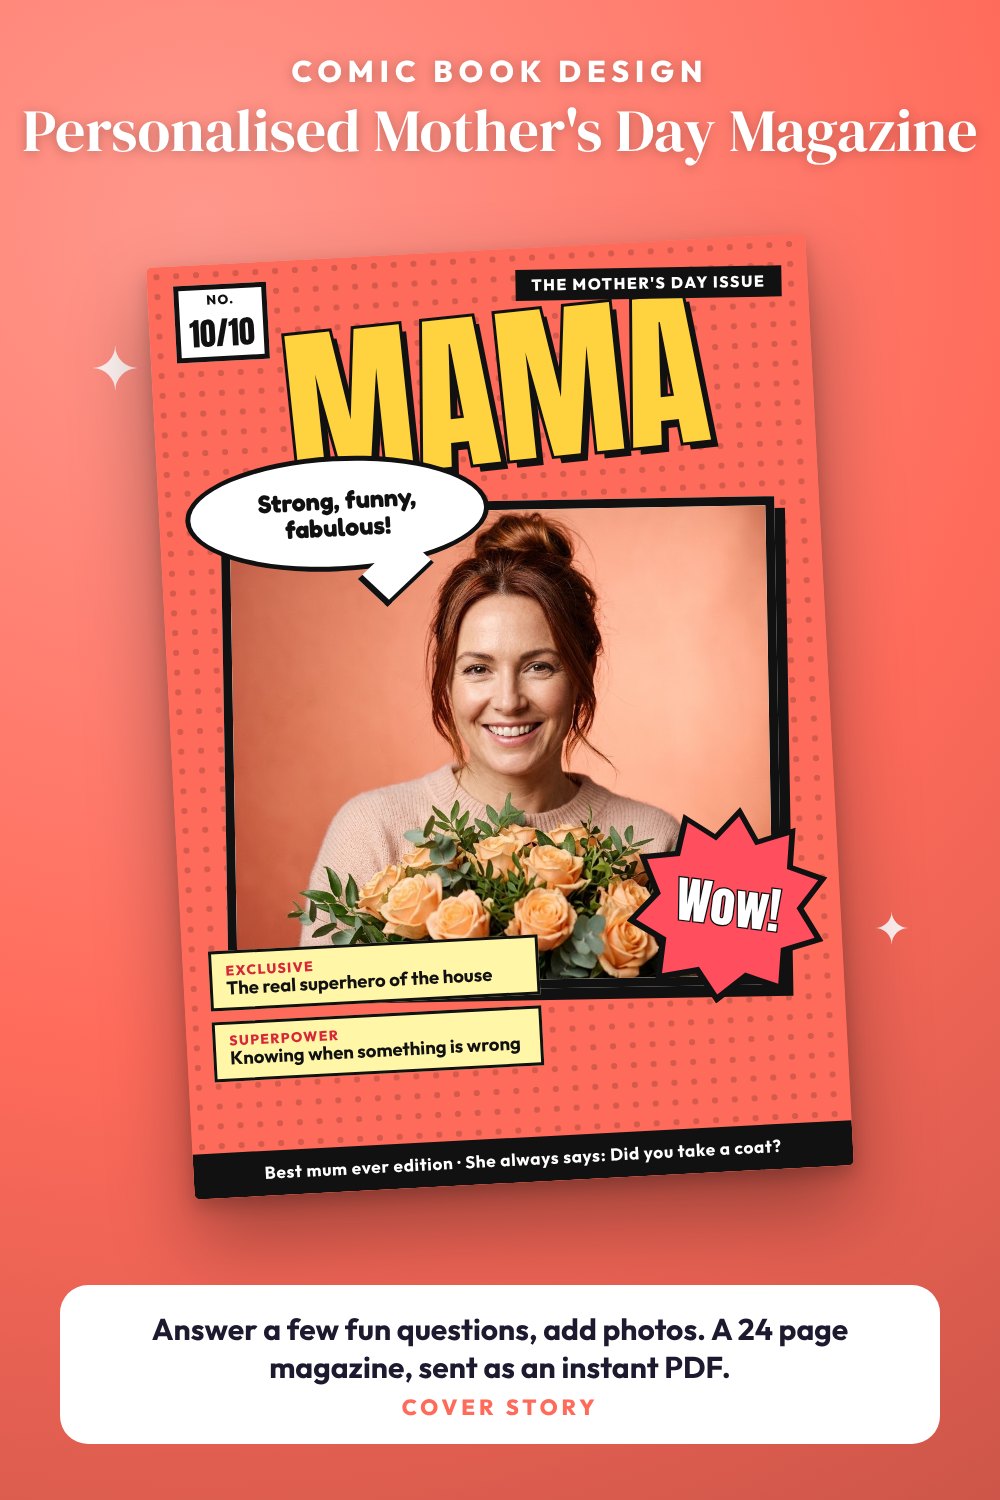 COMIC BOOK DESIGN
Personalised Mother's Day Magazine
NO.
10/10
THE MOTHER'S DAY ISSUE
MAMA
Strong, funny,
fabulous!
Wow!
EXCLUSIVE
The real superhero of the house
SUPERPOWER
Knowing when something is wrong
Best mum ever edition · She always says: Did you take a coat?
Answer a few fun questions, add photos. A 24 page
magazine, sent as an instant PDF.
COVER STORY